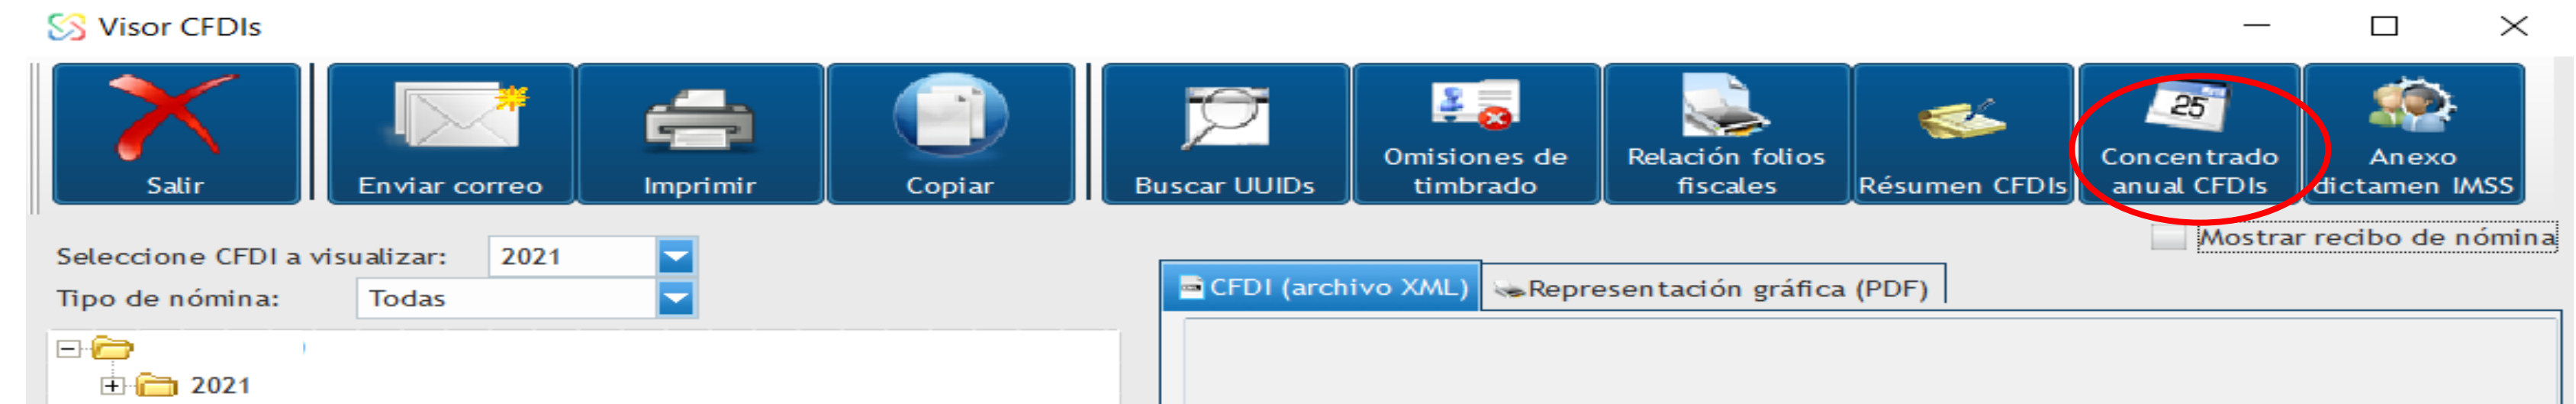 Visor CFDIs
Salir
Enviar correo
Imprimir
Copiar
Buscar UUIDs
Omisiones de
timbrado
Relación folios
fiscales
Résumen CFDIs
25
Concentrado
anual CFDIs
Anexo
dictamen IMSS
Mostrar recibo de nómina
Seleccione CFDI a visualizar: 2021
Tipo de nómina: Todas
CFDI (archivo XML)
Representación gráfica (PDF)
2021